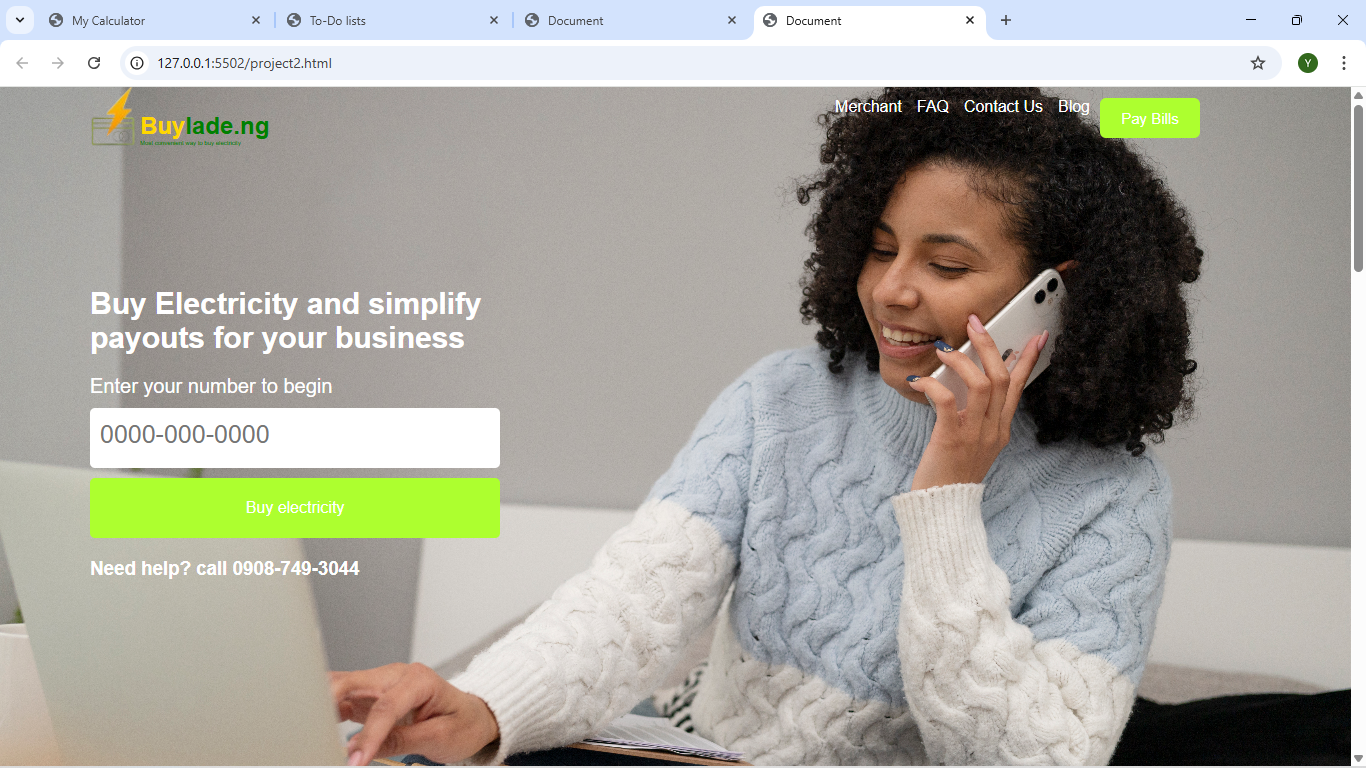 My Calculator
To-Do lists
Document
Document
127.0.0.1:5502/project2.html
Y
Buylade.ng
Most convenient way to buy electricity
Merchant FAQ Contact Us Blog Pay Bills
Buy Electricity and simplify
payouts for your business
Enter your number to begin
0000-000-0000
Buy electricity
Need help? call 0908-749-3044